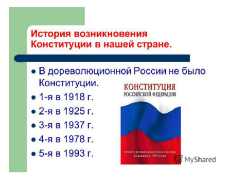 История возникновения
Конституции в нашей стране.
В дореволюционной России не было
Конституции.
1-я в 1918 г.
2-я в 1925 г.
3-я в 1937 г.
4-я в 1978 г.
5-я в 1993 г.
КОНСТИТУЦИЯ
РОССИЙСКОЙ ФЕДЕРАЦИИ
MyShared